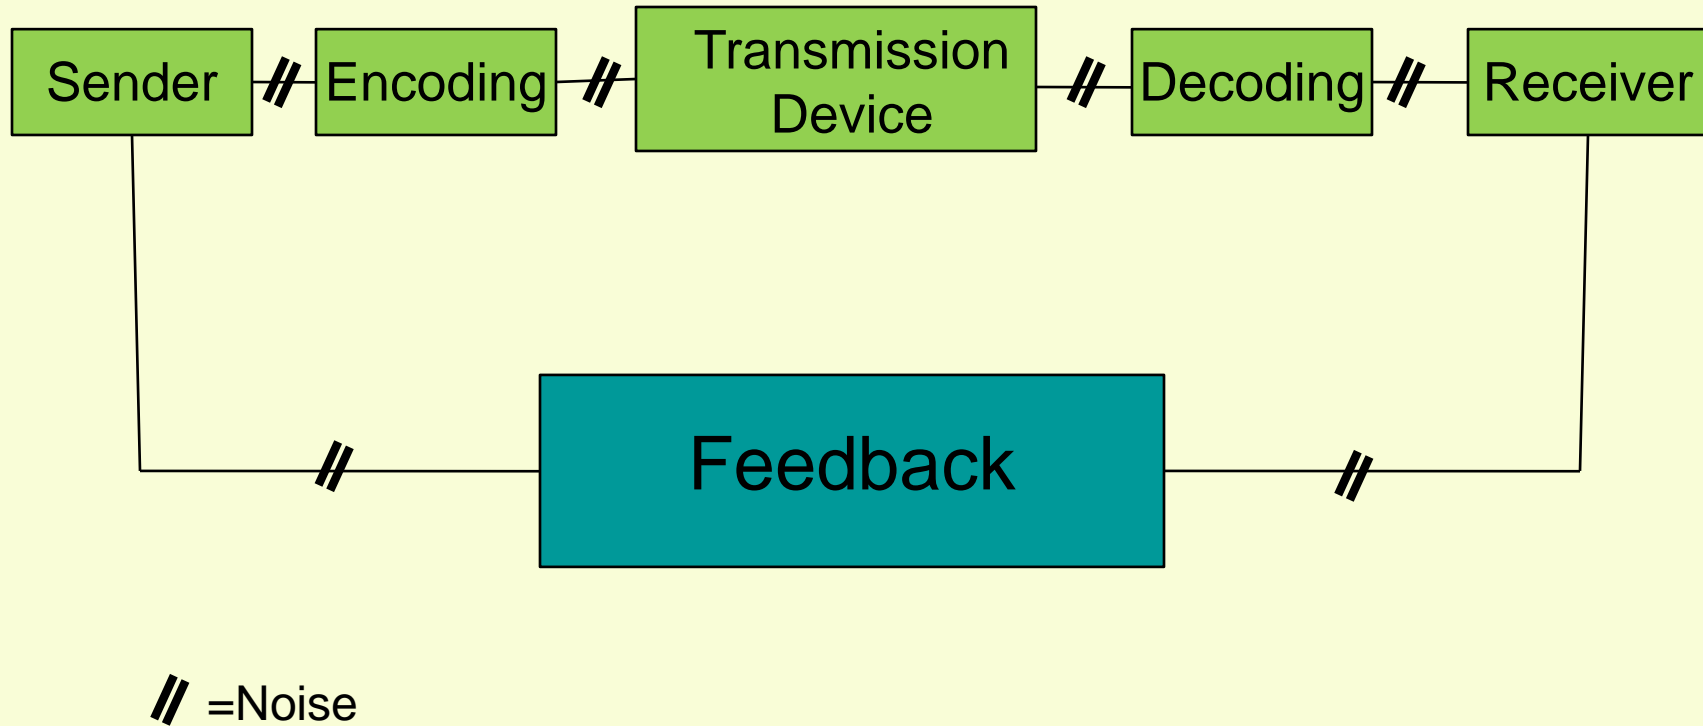 Sender
Encoding
Transmission
Device
Decoding
Receiver
Feedback
=Noise